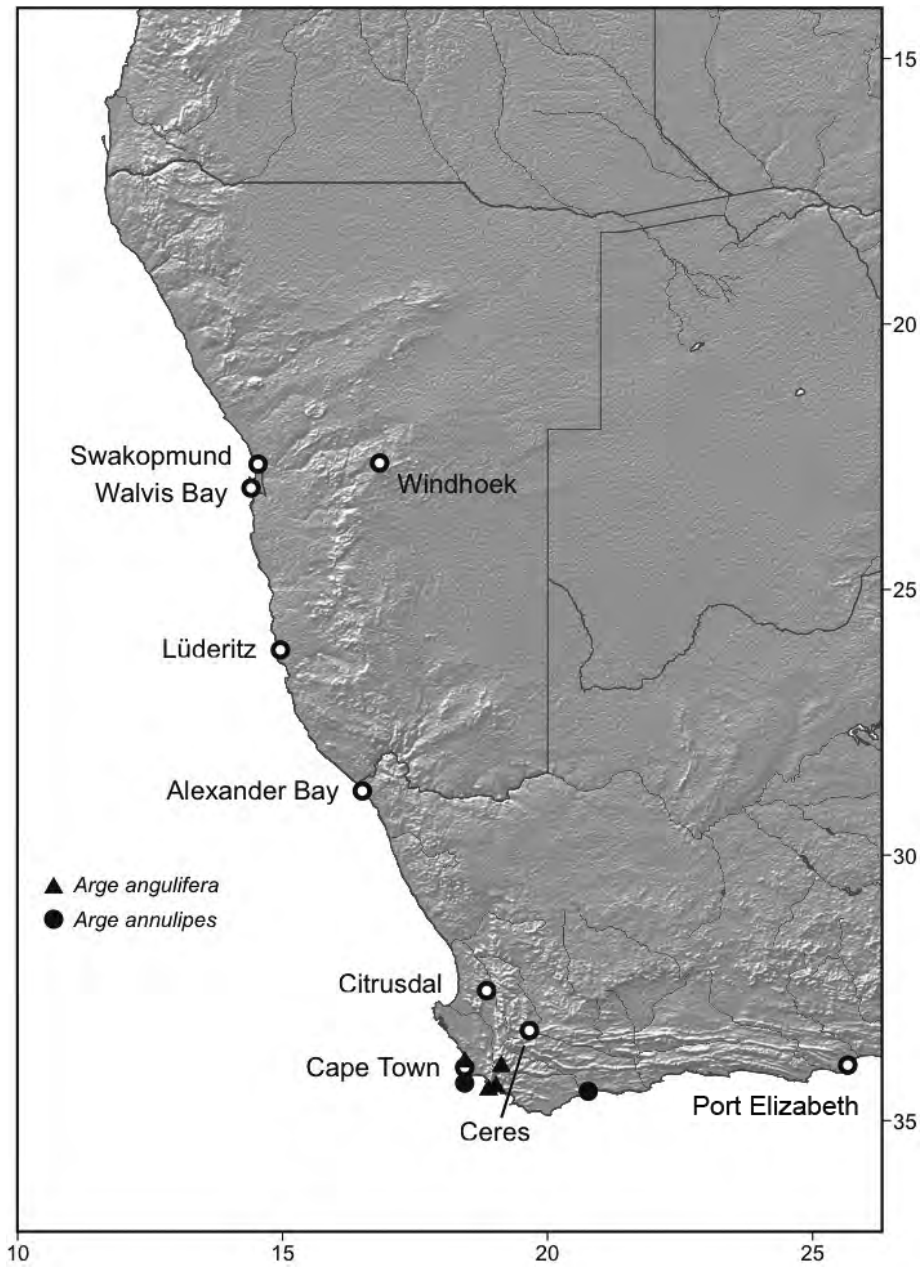 15
20
Swakopmund
Walvis Bay
Windhoek
25
Lüderitz
Alexander Bay
30
Arge angulifera
Arge annulipes
Citrusdal
Cape Town
Port Elizabeth
Ceres
35
10
15
20
25